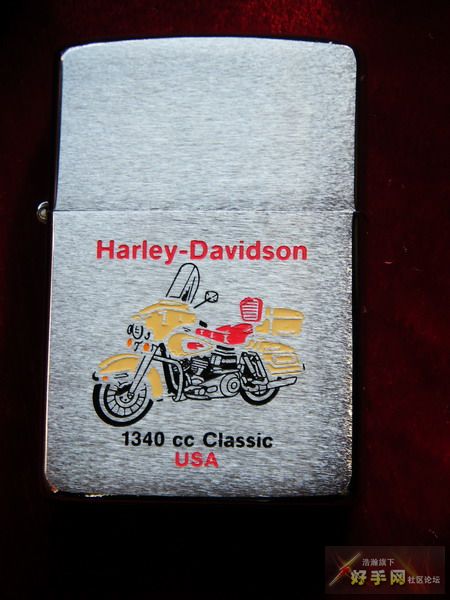 Harley-Davidson
1340 cc Classic
USA
浩瀚旗下
好手网社区论坛